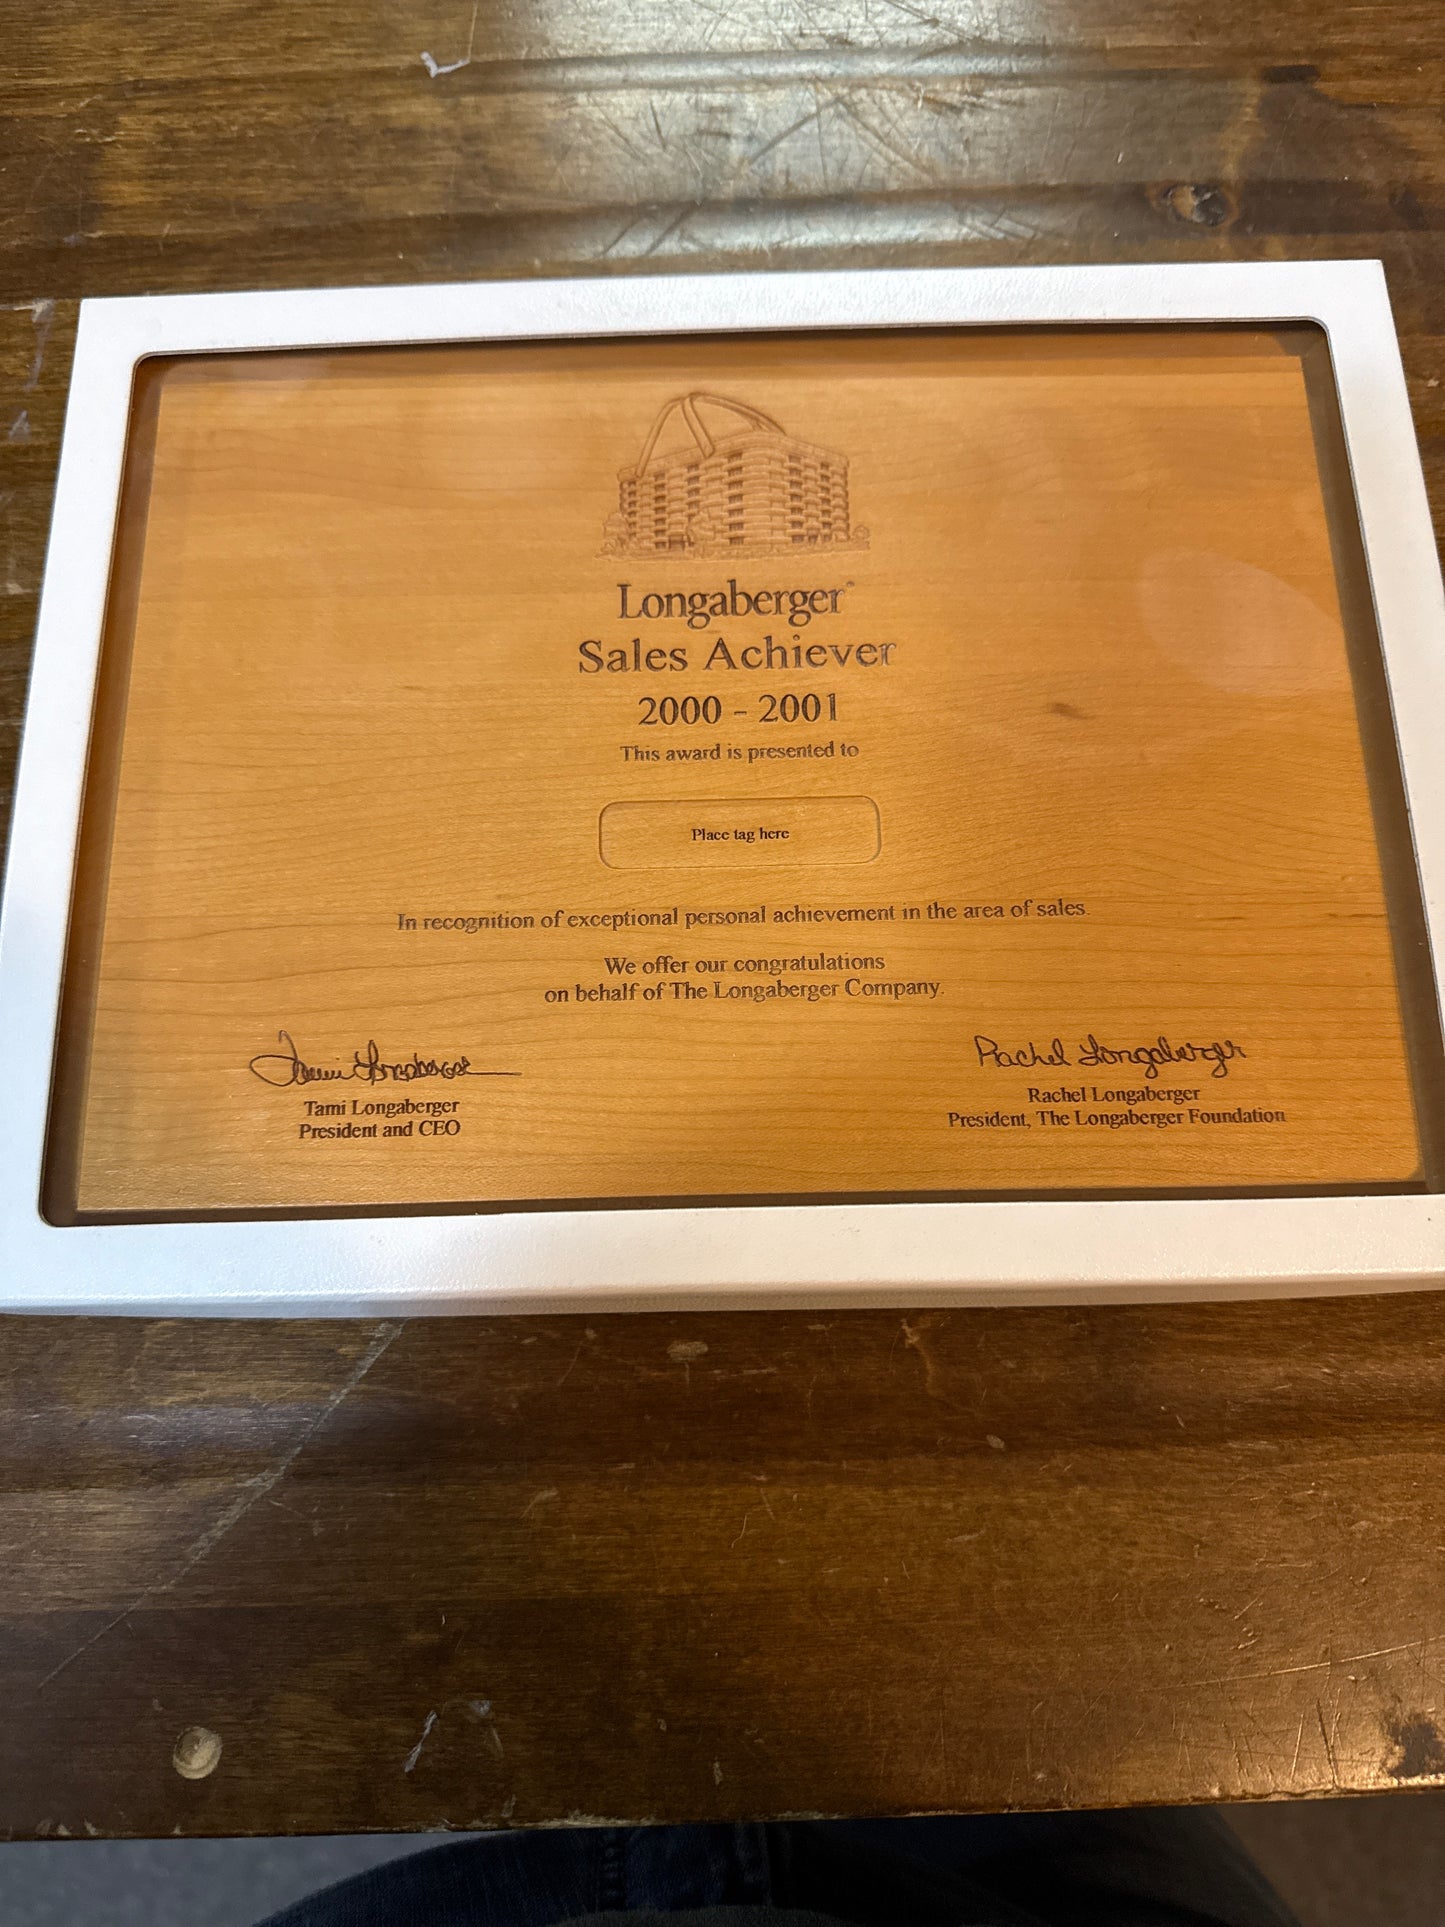 Longaberger
Sales Achiever
2000 - 2001
This award is presented to
Place tag here
In recognition of exceptional personal achievement in the area of sales.
We offer our congratulations
on behalf of The Longaberger Company.
Tami Longaberger Rachel Longaberger
Tami Longaberger
President and CEO
Rachel Longaberger
President, The Longaberger Foundation